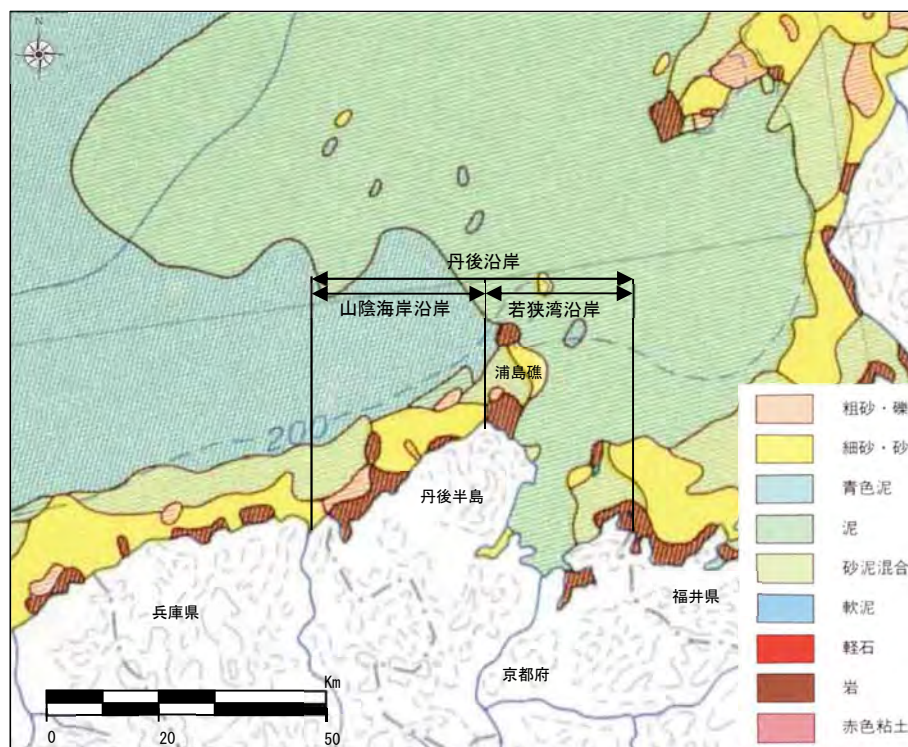 N
丹後沿岸
山陰海岸沿岸
若狭湾沿岸
浦島礁
200
丹後半島
兵庫県
福井県
京都府
Km
0
20
50
粗砂・礫
細砂・砂
青色泥
泥
砂泥混合
軟泥
軽石
岩
赤色粘土